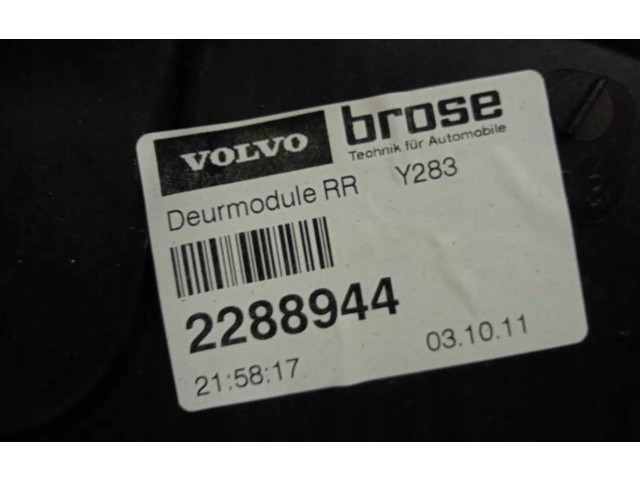 VOLVO brose
Technik für Automobile
Deurmodule RR Y283
2288944
21:58:17 03.10.11